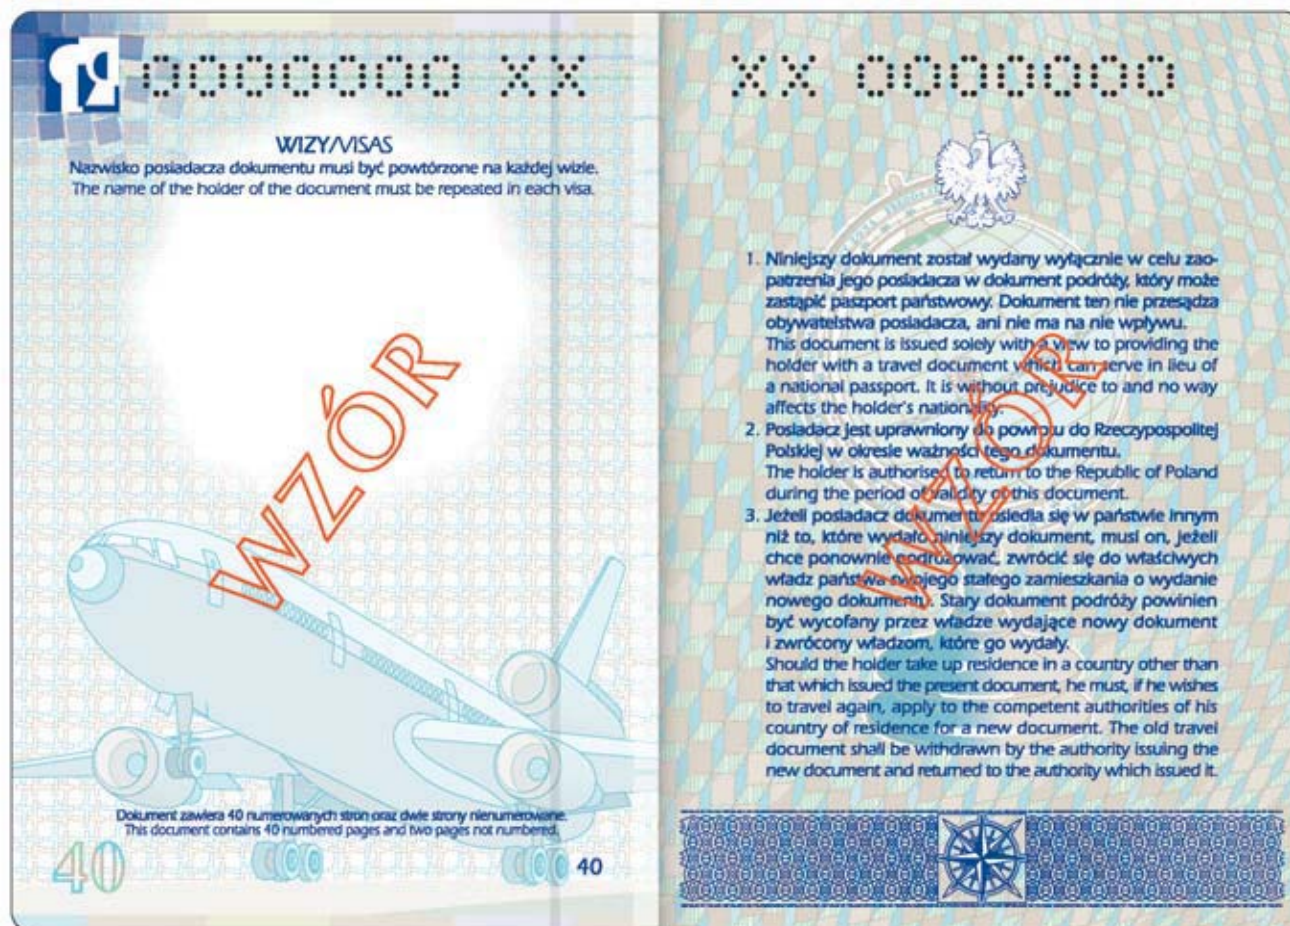 0000000 XX
WIZY/VISAS
Nazwisko posiadacza dokumentu musi być powtórzone na każdej wizie.
The name of the holder of the document must be repeated in each visa.
WZÓR
Dokument zawiera 40 numerowanych stron oraz dwie strony nienumerowane.
This document contains 40 numbered pages and two pages not numbered.
40
40
XX 0000000
1. Niniejszy dokument został wydany wyłącznie w celu zao-
patrzenia jego posiadacza w dokument podróży, który może
zastąpić paszport państwowy. Dokument ten nie przesądza
obywatelstwa posiadacza, ani nie ma na nie wpływu.
This document is issued solely with a view to providing the
holder with a travel document which can serve in lieu of
a national passport. It is without prejudice to and no way
affects the holder's nationality.
2. Posiadacz jest uprawniony do powrotu do Rzeczypospolitej
Polskiej w okresie ważności tego dokumentu.
The holder is authorised to return to the Republic of Poland
during the period of validity of this document.
3. Jeżeli posiadacz dokumentu osiedla się w państwie innym
niż to, które wydało niniejszy dokument, musi on, jeżeli
chce ponownie podróżować, zwrócić się do właściwych
władz państwa swojego stałego zamieszkania o wydanie
nowego dokumentu. Stary dokument podróży powinien
być wycofany przez władze wydające nowy dokument
i zwrócony władzom, które go wydały.
Should the holder take up residence in a country other than
that which issued the present document, he must, if he wishes
to travel again, apply to the competent authorities of his
country of residence for a new document. The old travel
document shall be withdrawn by the authority issuing the
new document and returned to the authority which issued it.
WZÓR